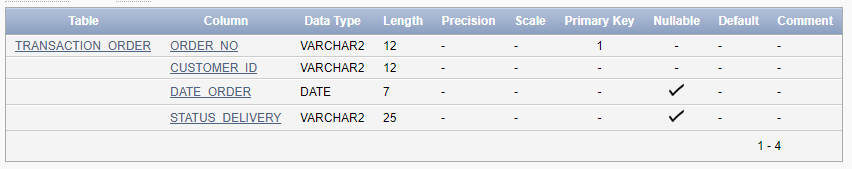 Table Column Data Type Length Precision Scale Primary Key Nullable Default Comment
TRANSACTION_ORDER ORDER_NO VARCHAR2 12 - - 1 - - -
CUSTOMER_ID VARCHAR2 12 - - - - - -
DATE_ORDER DATE 7 - - - ✓ - -
STATUS_DELIVERY VARCHAR2 25 - - - ✓ - -
1 - 4